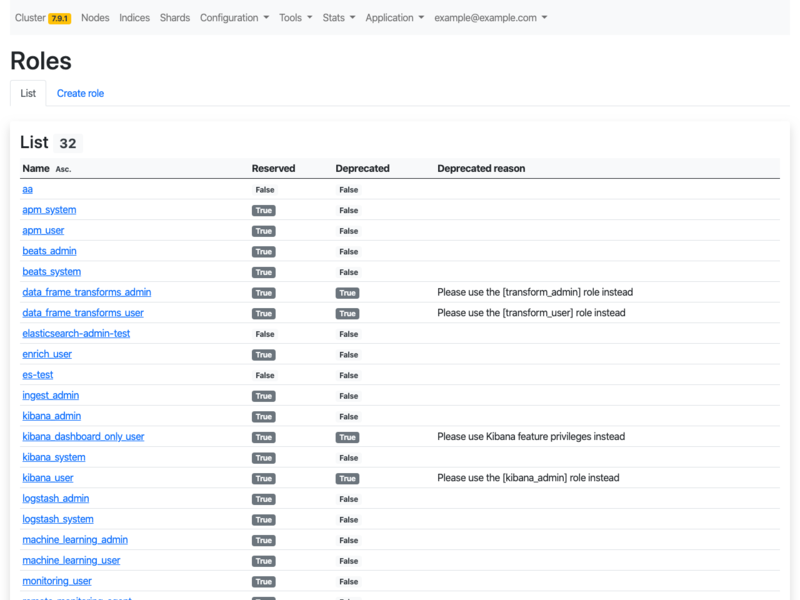 Cluster 7.9.1 Nodes Indices Shards Configuration Tools Stats Application example@example.com
Roles
List Create role
List 32
Name Asc. Reserved Deprecated Deprecated reason
aa False False
apm_system True False
apm_user True False
beats_admin True False
beats_system True False
data_frame_transforms_admin True True Please use the [transform_admin] role instead
data_frame_transforms_user True True Please use the [transform_user] role instead
elasticsearch-admin-test False False
enrich_user True False
es-test False False
ingest_admin True False
kibana_admin True False
kibana_dashboard_only_user True True Please use Kibana feature privileges instead
kibana_system True False
kibana_user True True Please use the [kibana_admin] role instead
logstash_admin True False
logstash_system True False
machine_learning_admin True False
machine_learning_user True False
monitoring_user True False